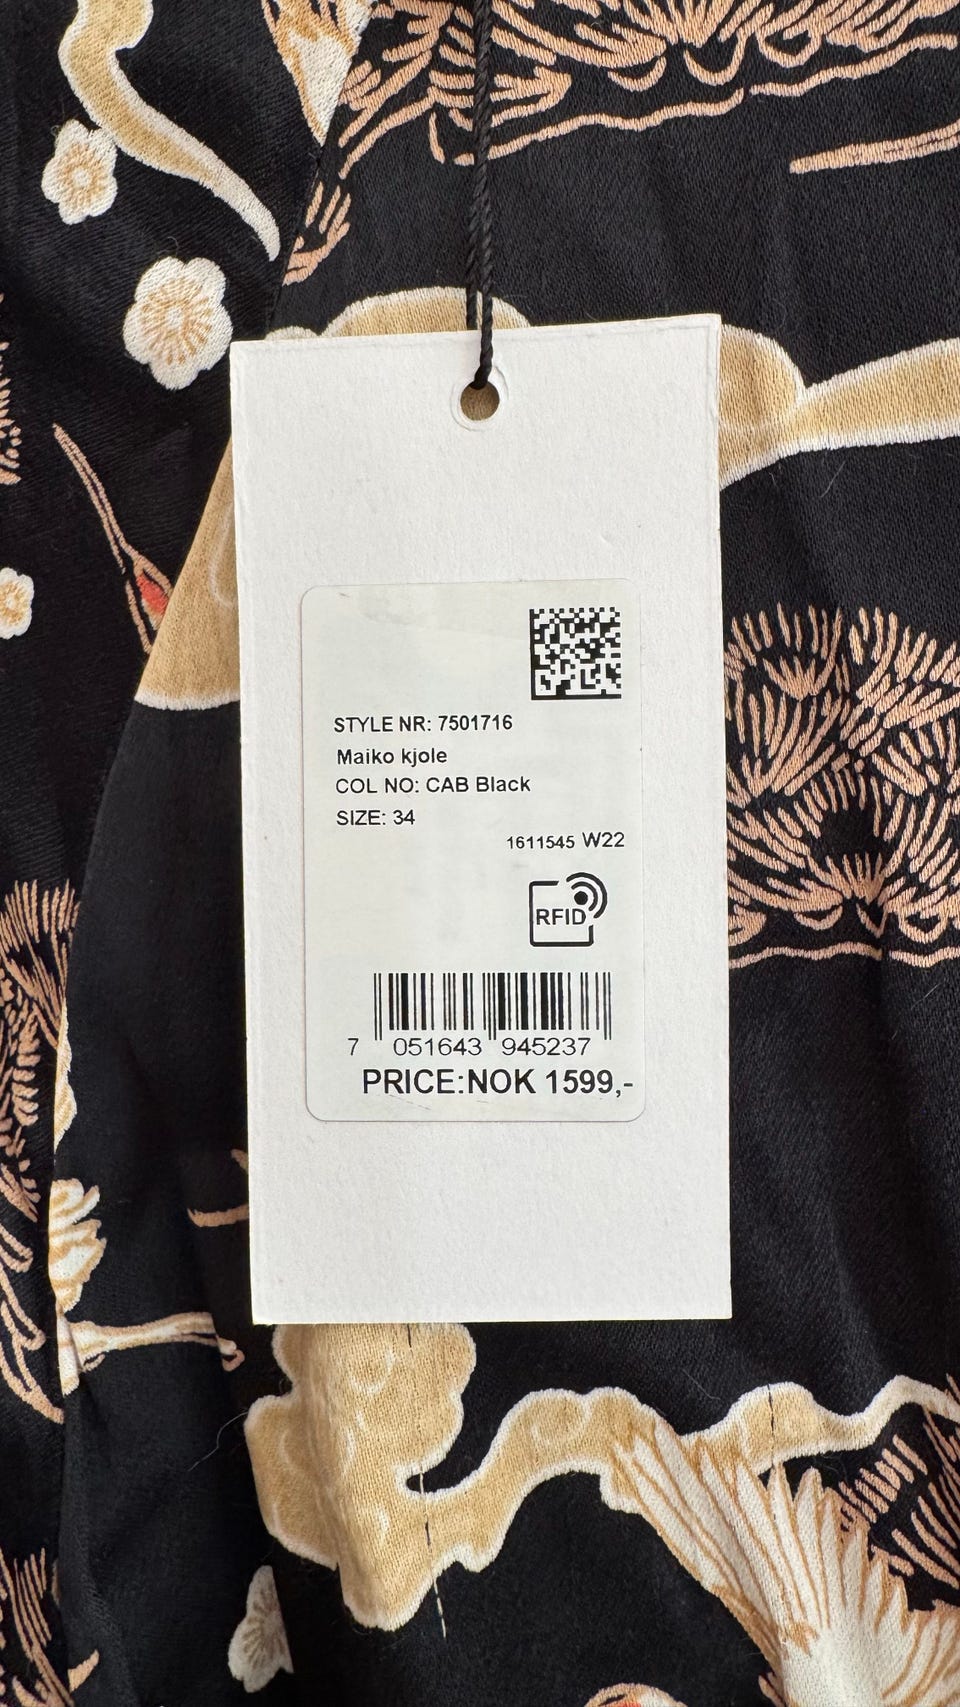 STYLE NR: 7501716
Maiko kjole
COL NO: CAB Black
SIZE: 34
1611545 W22
RFID
7 051643 945237
PRICE:NOK 1599,-